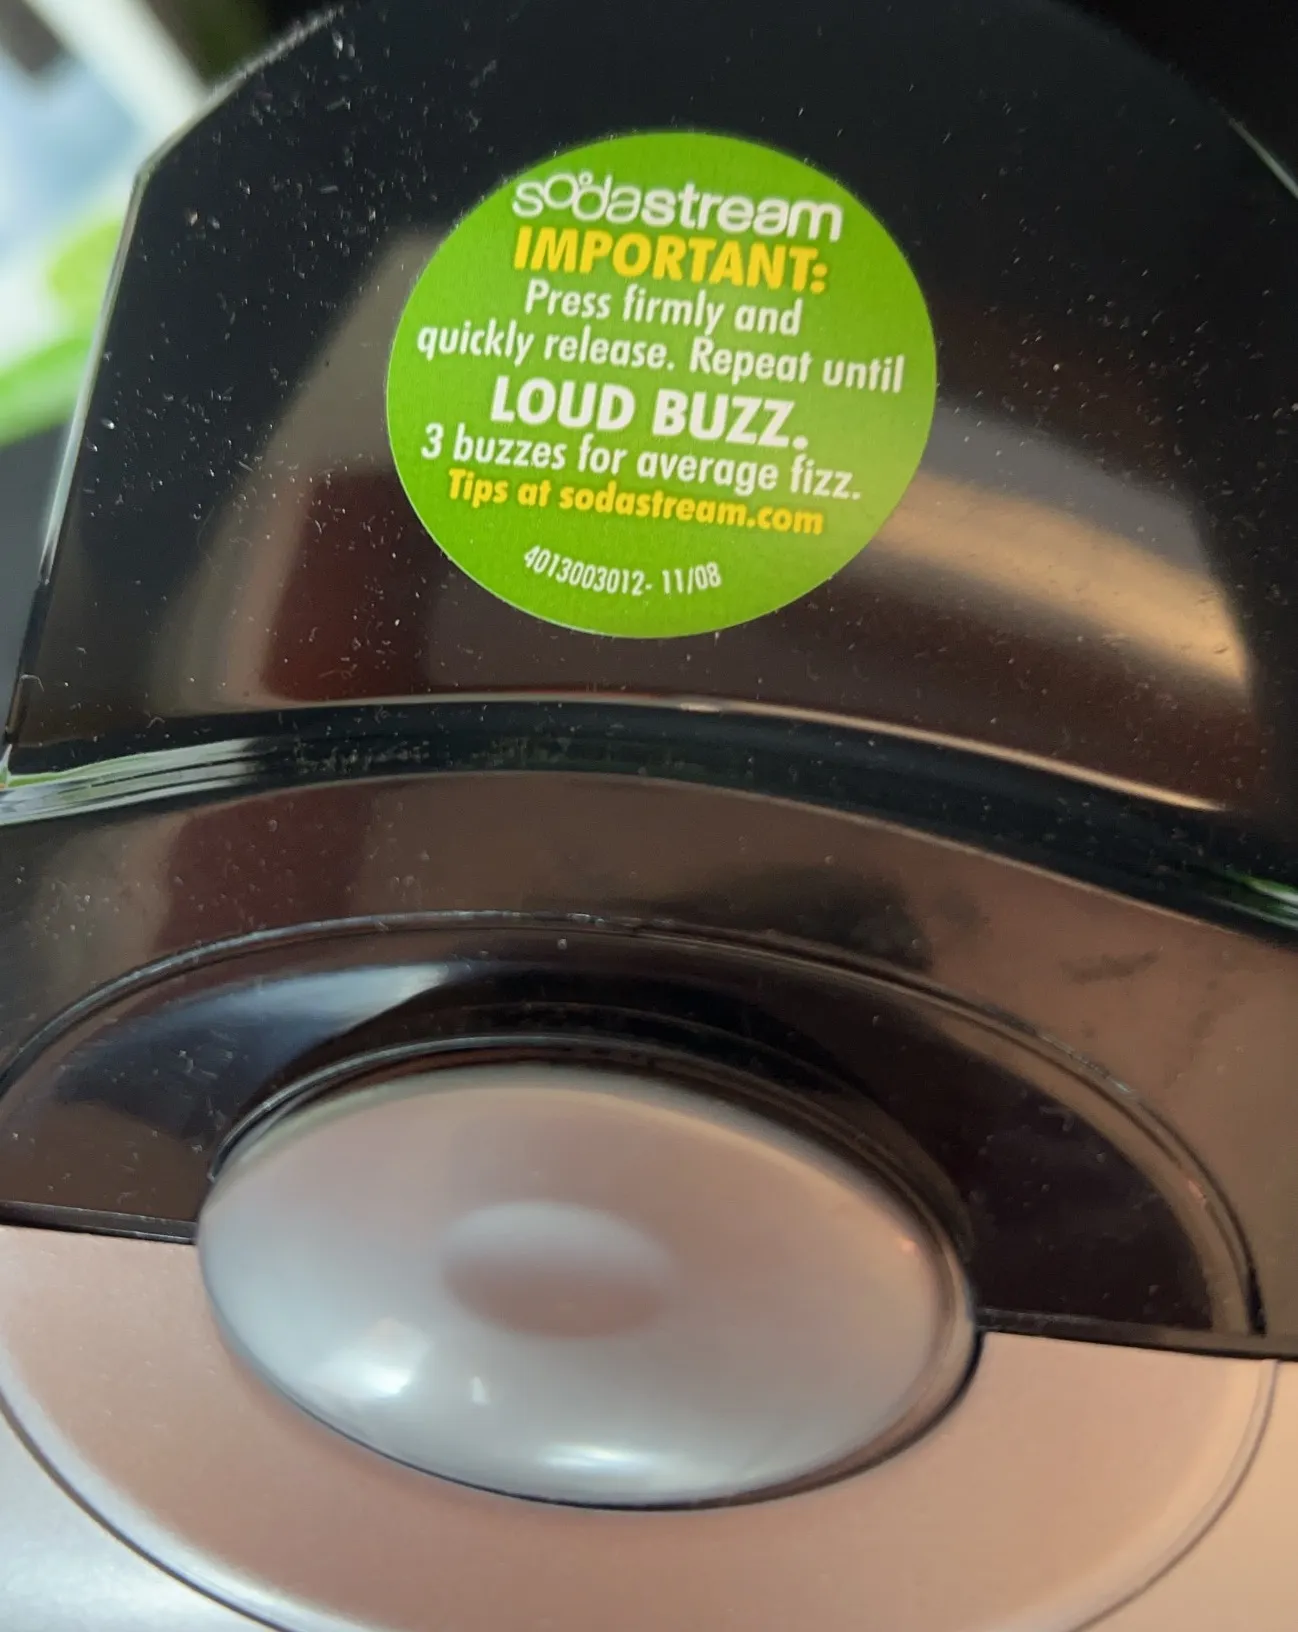 sodastream
IMPORTANT:
Press firmly and
quickly release. Repeat until
LOUD BUZZ.
3 buzzes for average fizz.
Tips at sodastream.com
4013003012- 11/08